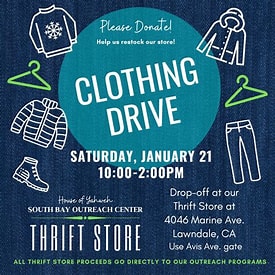 Please Donate!
Help us restock our store!
CLOTHING
DRIVE
SATURDAY, JANUARY 21
10:00-2:00PM
House of Yahweh
SOUTH BAY OUTREACH CENTER
THRIFT STORE
Drop-off at our
Thrift Store at
4046 Marine Ave.
Lawndale, CA
Use Avis Ave. gate
ALL THRIFT STORE PROCEEDS GO DIRECTLY TO OUR OUTREACH PROGRAMS